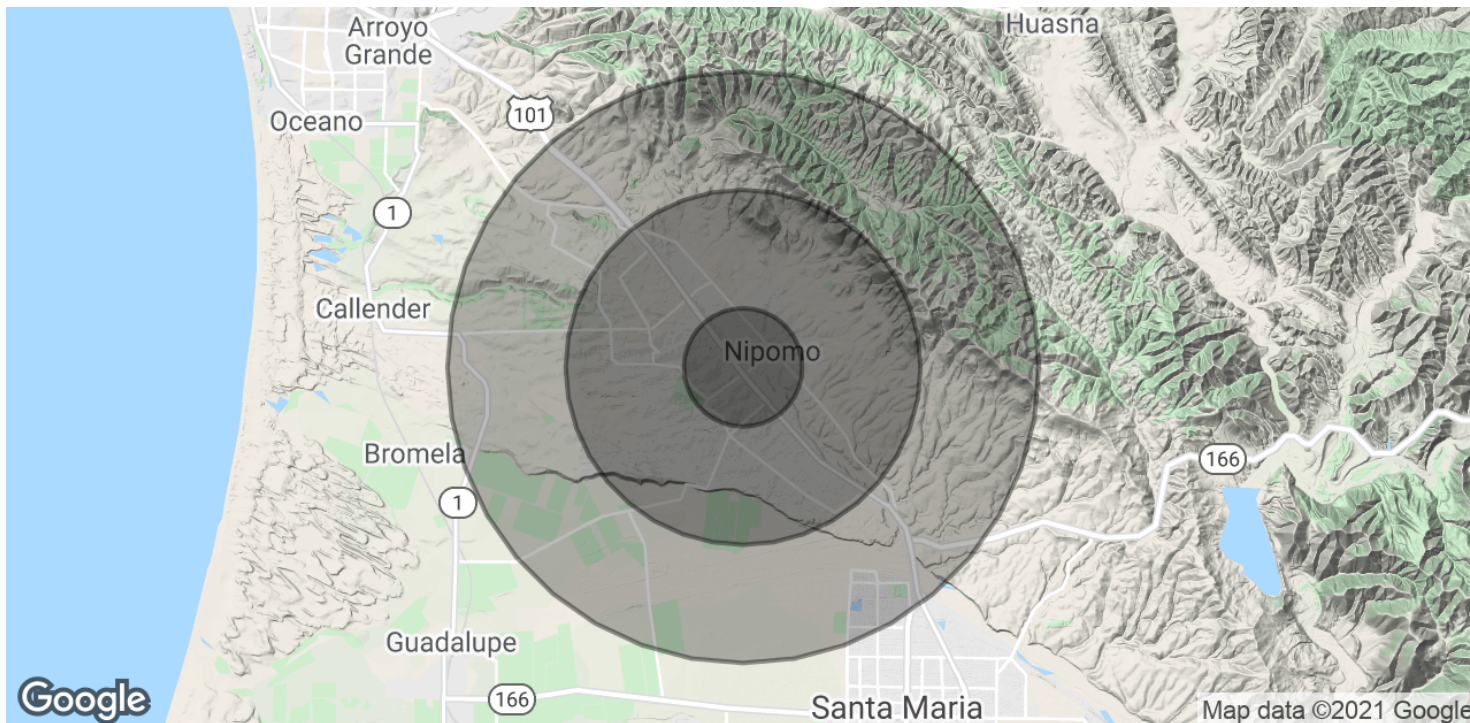 Huasna
Arroyo
Grande
101
Oceano
1
Callender
Nipomo
Bromela
166
1
Guadalupe
166
Santa Maria
Google
Map data ©2021 Google